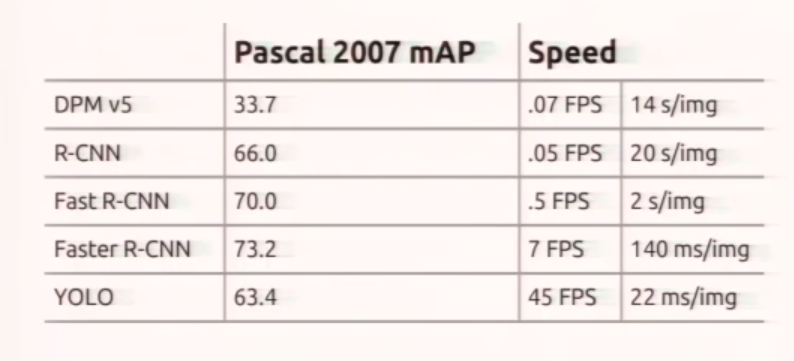 Pascal 2007 mAP Speed
DPM v5 33.7 .07 FPS 14 s/img
R-CNN 66.0 .05 FPS 20 s/img
Fast R-CNN 70.0 .5 FPS 2 s/img
Faster R-CNN 73.2 7 FPS 140 ms/img
YOLO 63.4 45 FPS 22 ms/img